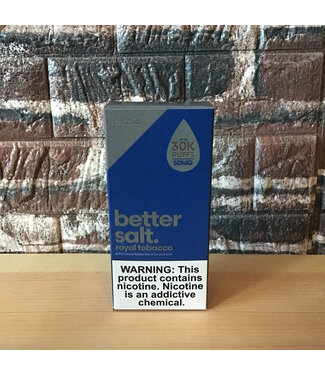 30K
PUFFS
50MG
better
salt.
royal tobacco
WARNING: This
product contains
nicotine. Nicotine
is an addictive
chemical.